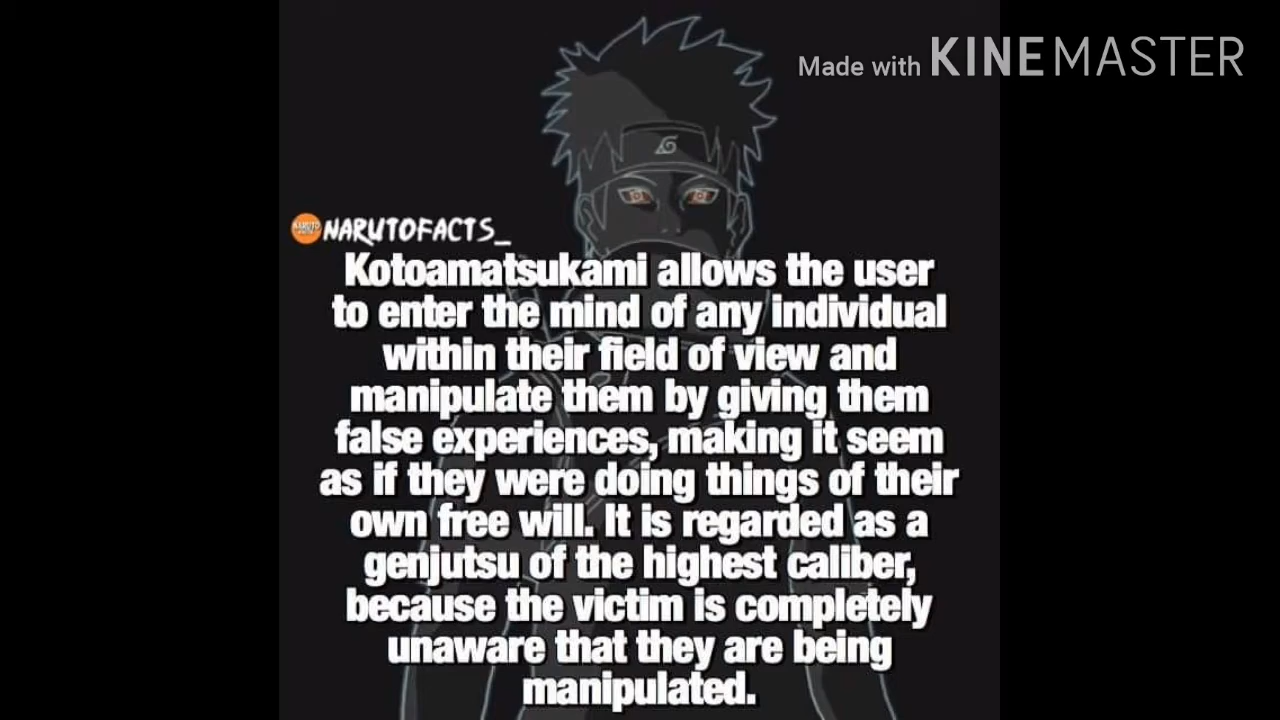 Made with KINEMASTER
NARUTOFACTS_
Kotoamatsukami allows the user
to enter the mind of any individual
within their field of view and
manipulate them by giving them
false experiences, making it seem
as if they were doing things of their
own free will. It is regarded as a
genjutsu of the highest caliber,
because the victim is completely
unaware that they are being
manipulated.